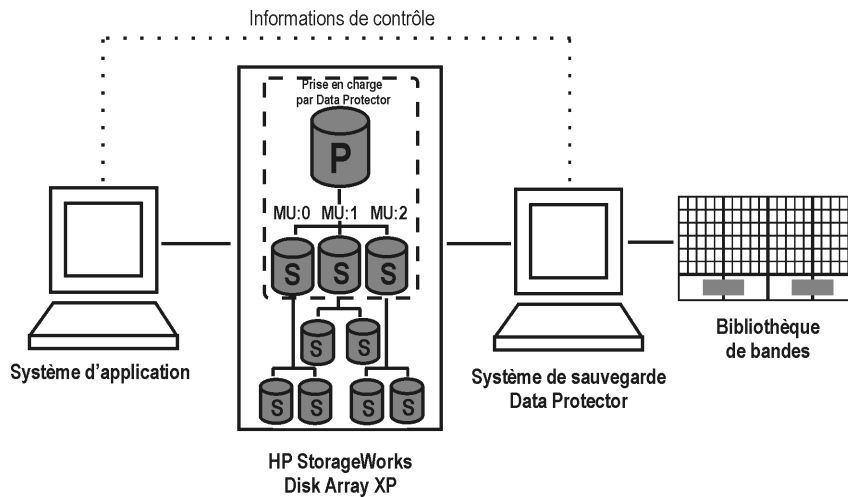 Informations de contrôle
Prise en charge
par Data Protector
P
MU:0 MU:1 MU:2
S S S
S S
S S S S
Système d'application
Système de sauvegarde
Data Protector
Bibliothèque
de bandes
HP StorageWorks
Disk Array XP